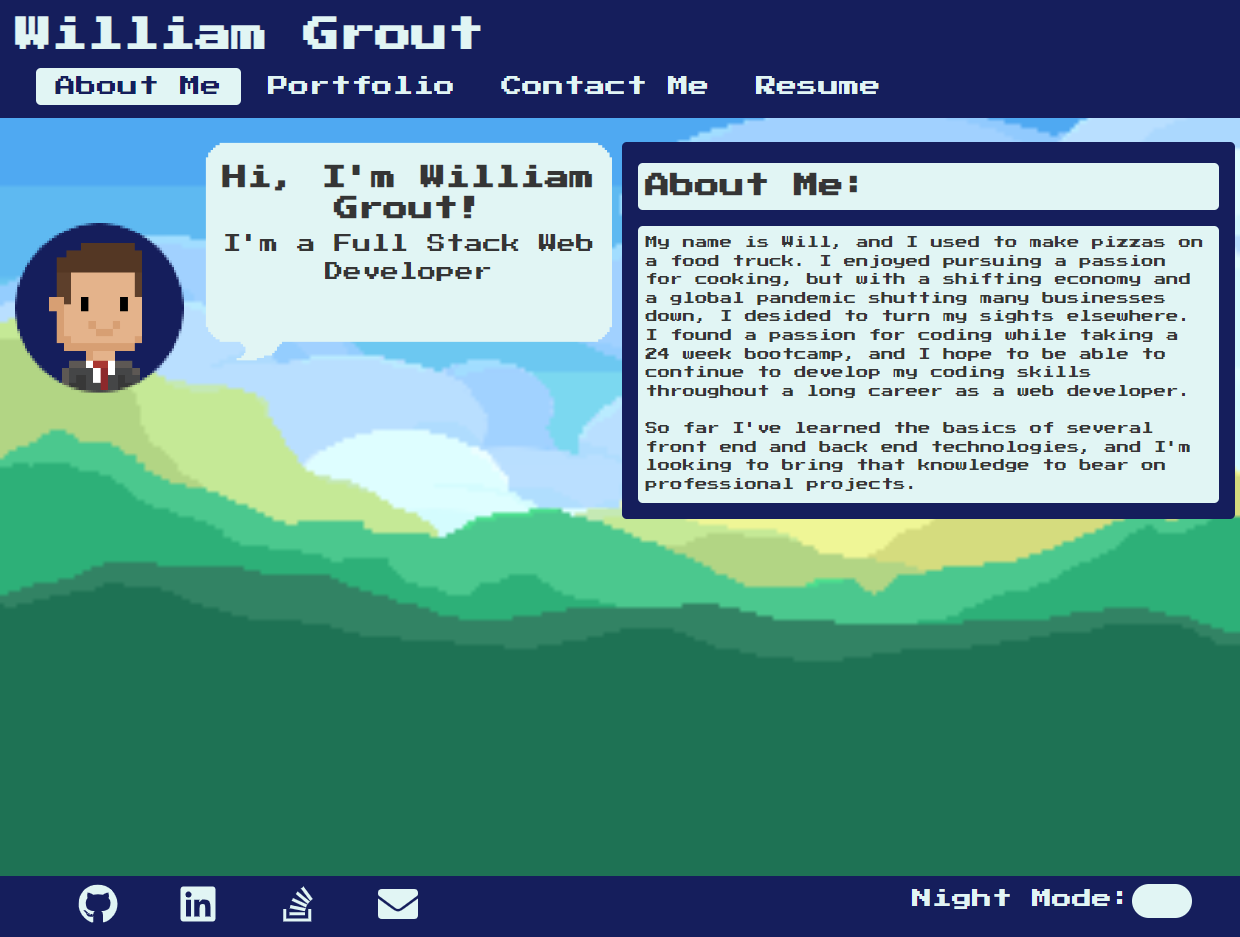 William Grout
About Me Portfolio Contact Me Resume
Hi, I'm William
Grout!
I'm a Full Stack Web
Developer
About Me:
My name is Will, and I used to make pizzas on
a food truck. I enjoyed pursuing a passion
for cooking, but with a shifting economy and
a global pandemic shutting many businesses
down, I desided to turn my sights elsewhere.
I found a passion for coding while taking a
24 week bootcamp, and I hope to be able to
continue to develop my coding skills
throughout a long career as a web developer.
So far I've learned the basics of several
front end and back end technologies, and I'm
looking to bring that knowledge to bear on
professional projects.
in
Night Mode: